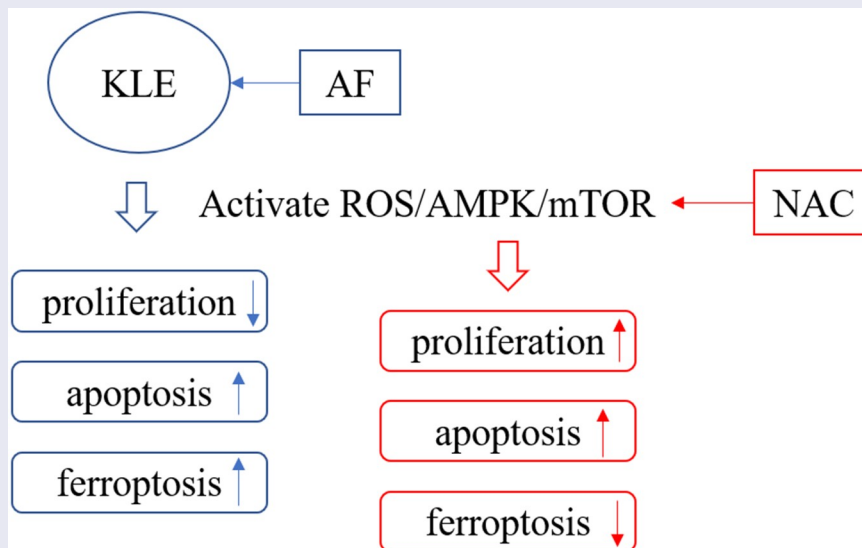 KLE
AF
Activate ROS/AMPK/mTOR
NAC
proliferation
apoptosis
ferroptosis
proliferation
apoptosis
ferroptosis